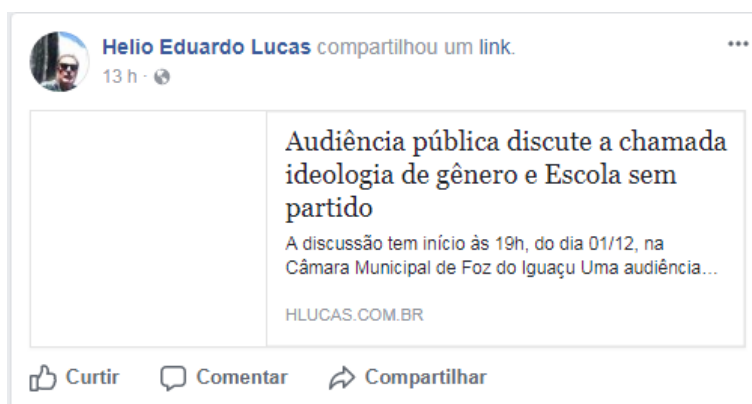 Helio Eduardo Lucas compartilhou um link.
13 h ·
Audiência pública discute a chamada
ideologia de gênero e Escola sem
partido
A discussão tem início às 19h, do dia 01/12, na
Câmara Municipal de Foz do Iguaçu Uma audiência...
HLUCAS.COM.BR
Curtir Comentar Compartilhar